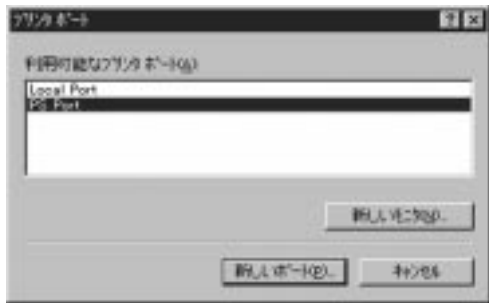 プリンタ ポート
利用可能なプリンタ ポート(A)
Local Port
PS Port
新しいモニタ(M)...
新しいポート(P)...
キャンセル